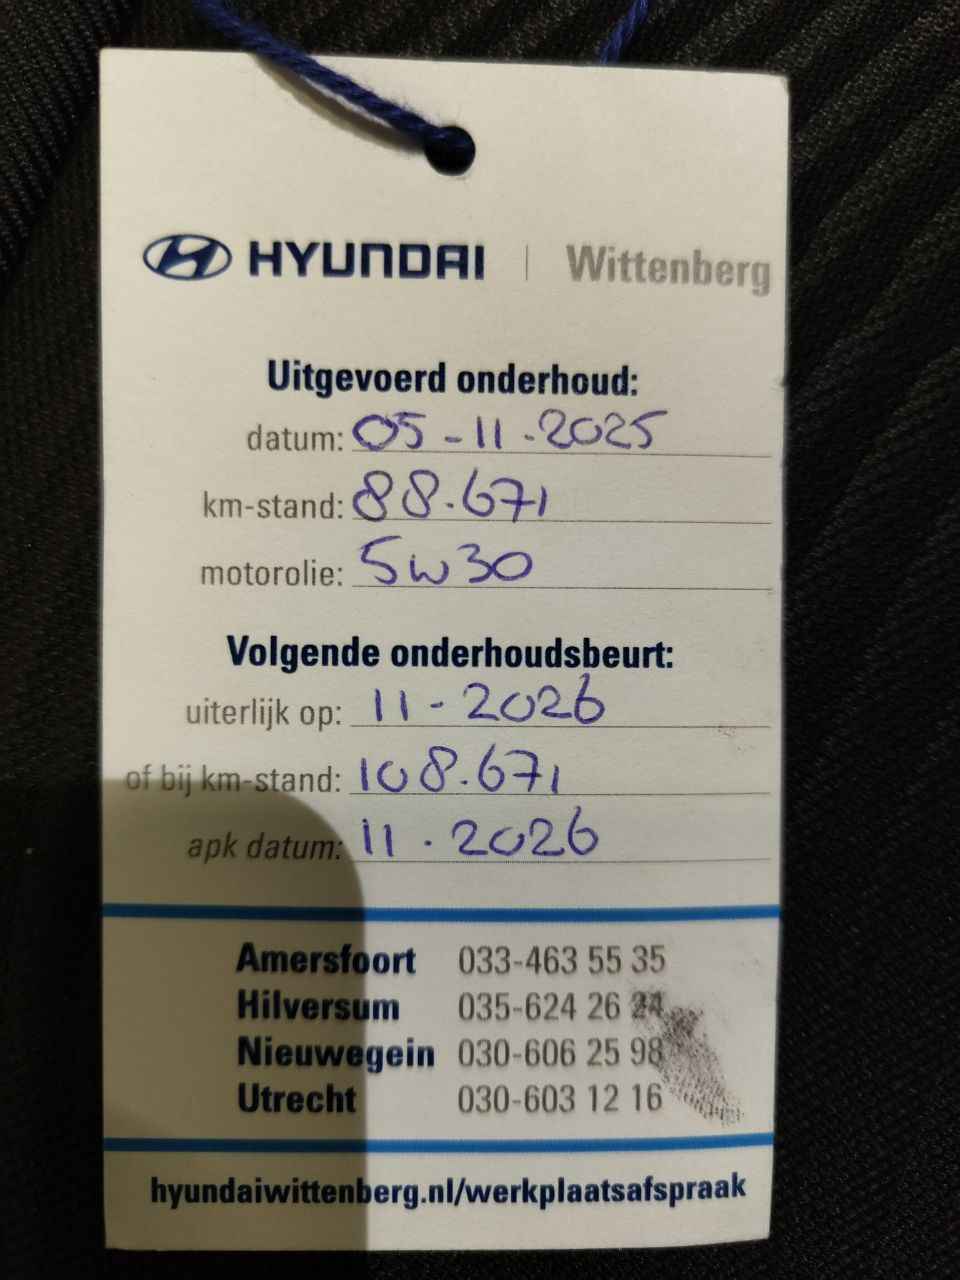 HYUNDAI | Wittenberg
Uitgevoerd onderhoud:
datum: 05-11-2025
km-stand: 88.671
motorolie: 5w30
Volgende onderhoudsbeurt:
uiterlijk op: 11-2026
of bij km-stand: 108.671
apk datum: 11.2026
Amersfoort 033-463 55 35
Hilversum 035-624 26 24
Nieuwegein 030-606 25 98
Utrecht 030-603 12 16
hyundaiwittenberg.nl/werkplaatsafspraak